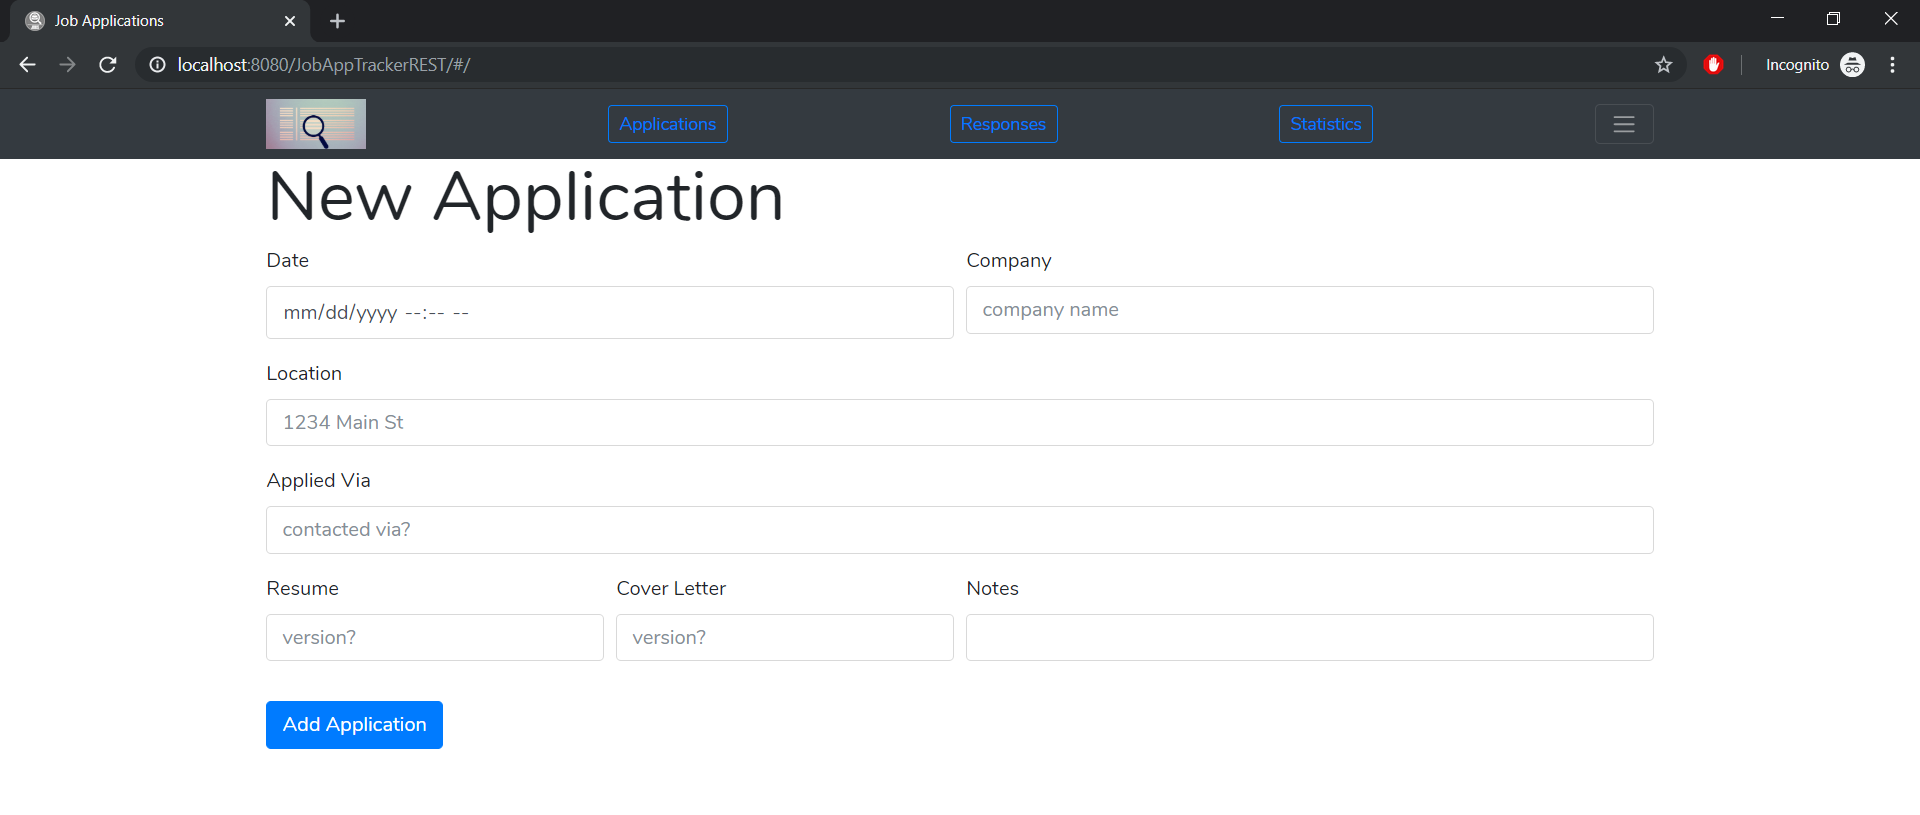 Job Applications
localhost:8080/JobAppTrackerREST/#/
Incognito
Applications Responses Statistics
New Application
Date Company
mm/dd/yyyy --:-- -- company name
Location
1234 Main St
Applied Via
contacted via?
Resume Cover Letter Notes
version? version?
Add Application